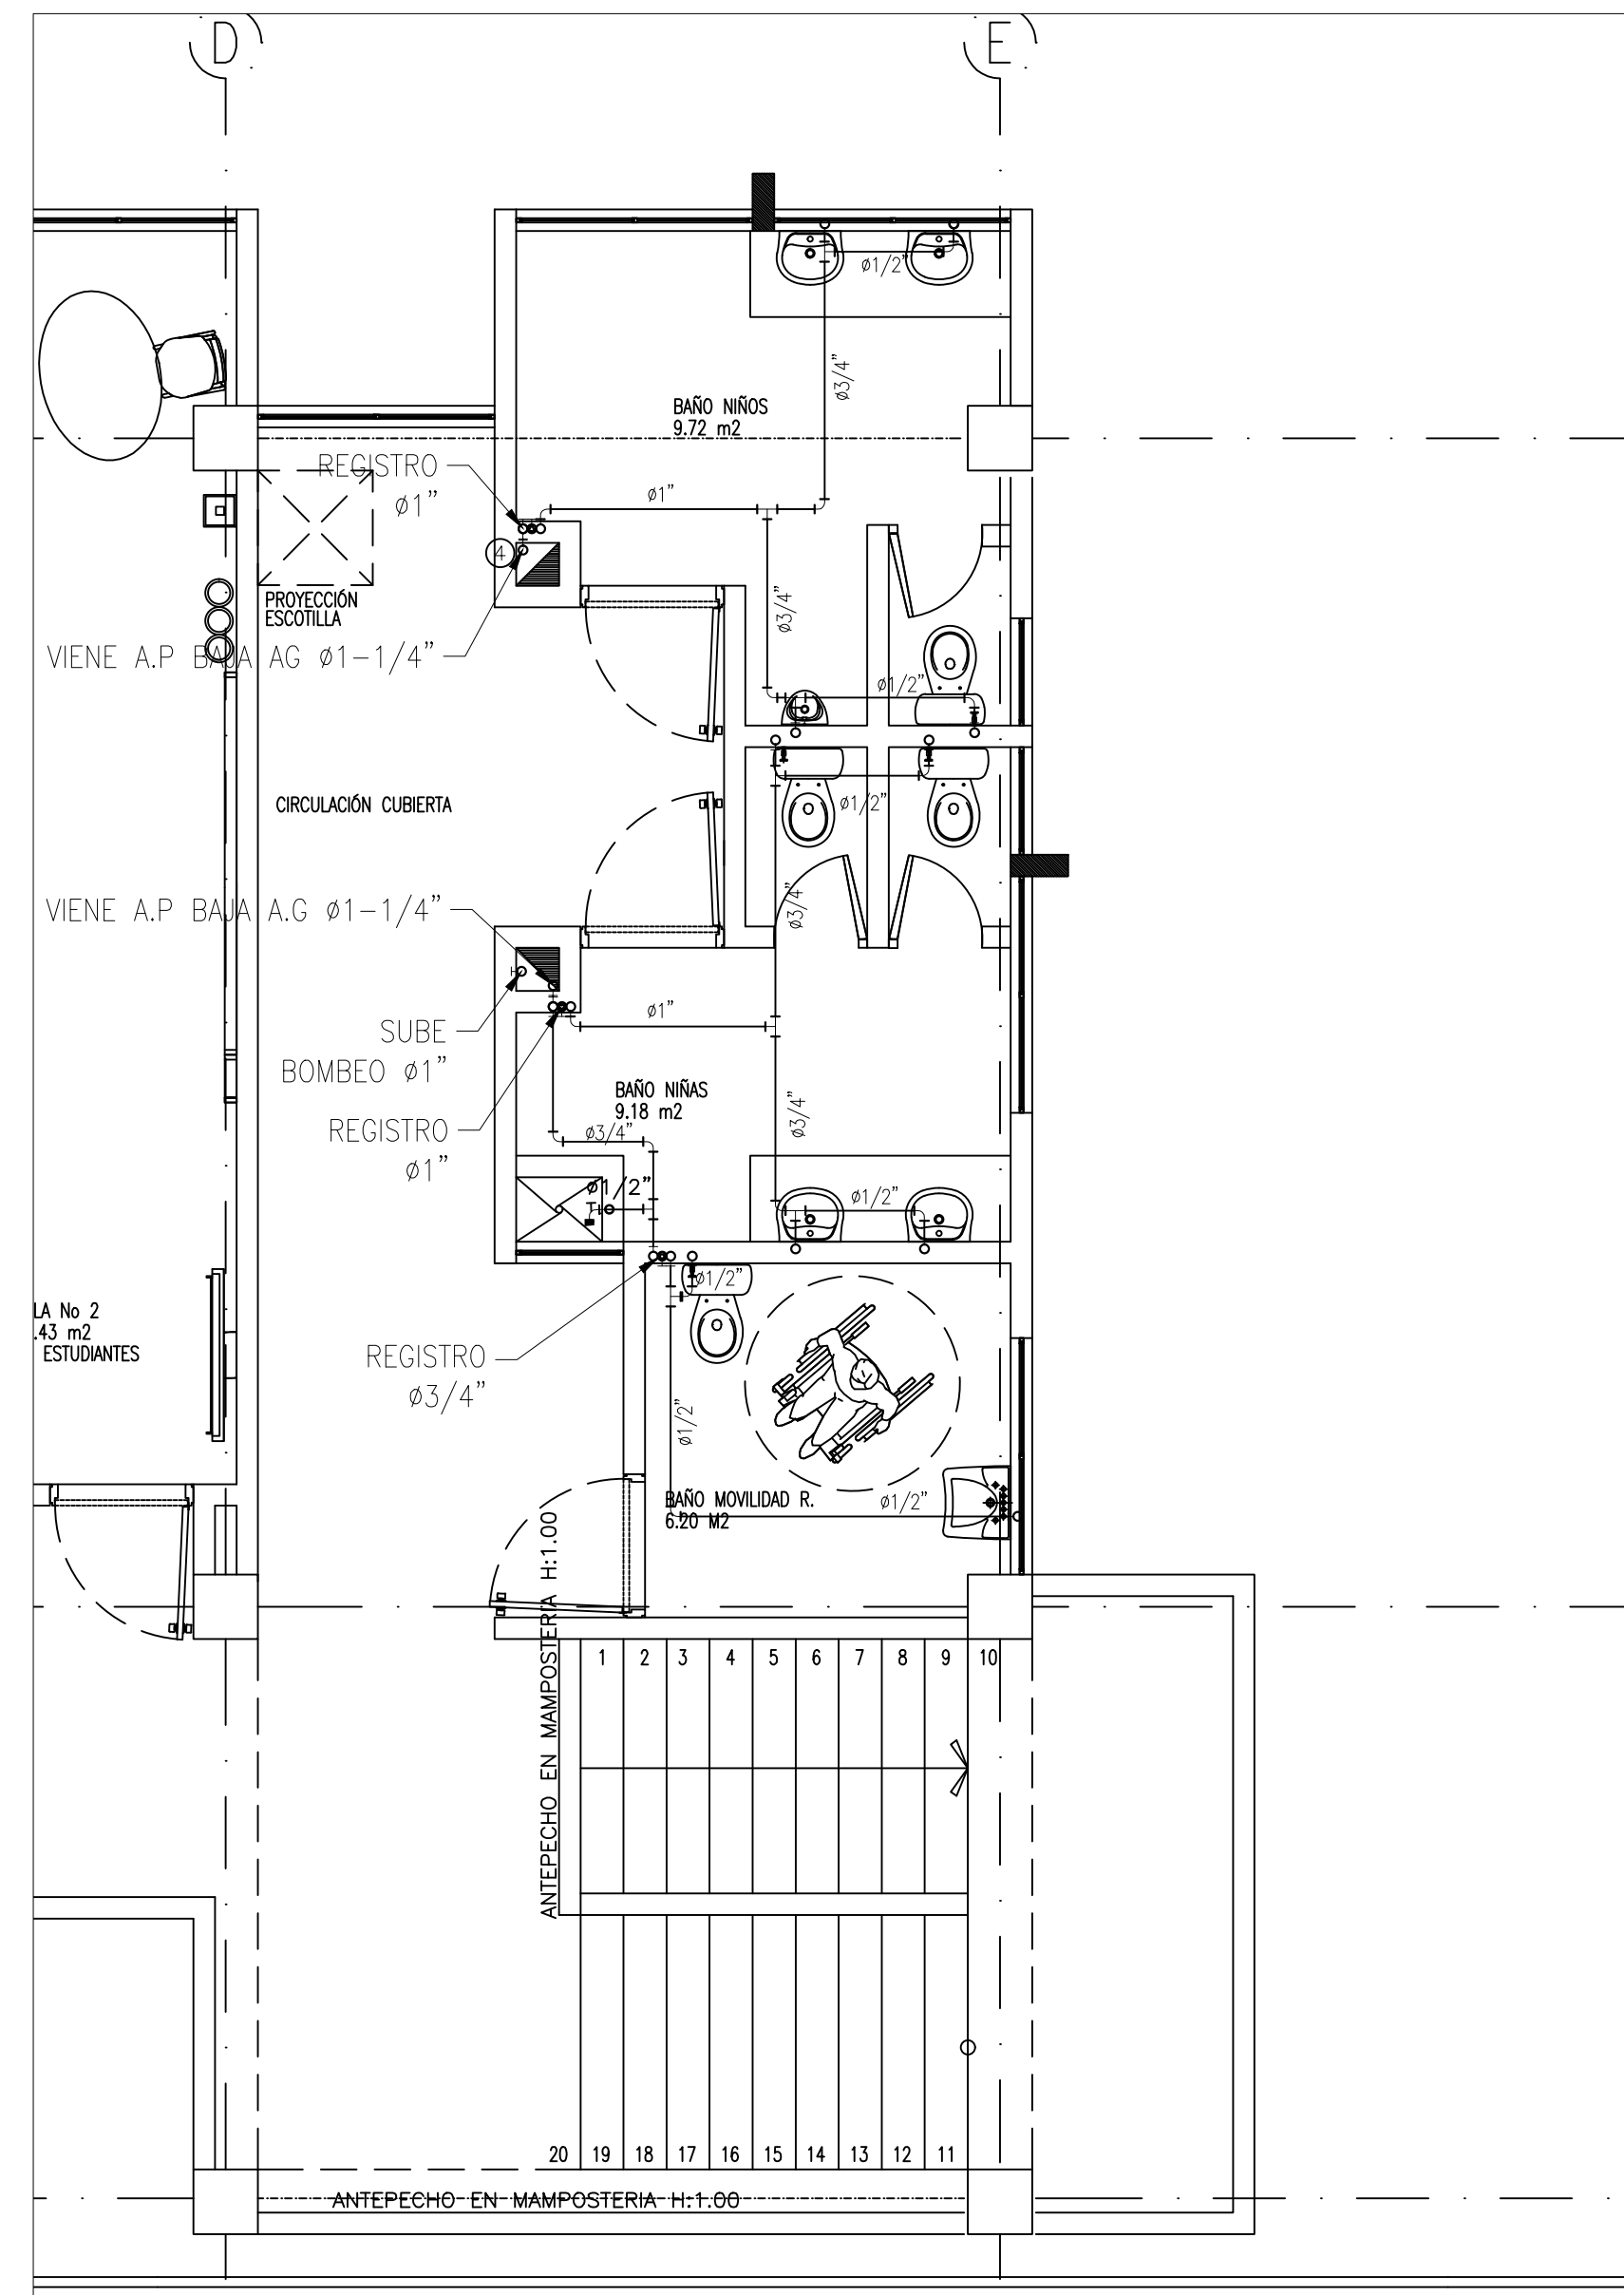 D
E
ø1/2"
ø3/4"
BAÑO NIÑOS
9.72 m2
REGISTRO
ø1"
ø1"
4
PROYECCIÓN
ESCOTILLA
ø3/4"
VIENE A.P BAJA AG ø1-1/4"
ø1/2"
CIRCULACIÓN CUBIERTA
ø1/2"
ø3/4"
VIENE A.P BAJA A.G ø1-1/4"
ø1"
SUBE
BOMBEO ø1"
BAÑO NIÑAS
9.18 m2
ø3/4"
REGISTRO
ø1"
ø3/4"
ø1/2"
ø1/2"
ø1/2"
LA No 2
.43 m2
ESTUDIANTES
REGISTRO
ø3/4"
ø1/2"
BAÑO MOVILIDAD R.
6.20 M2
ø1/2"
ANTEPECHO EN MAMPOSTERIA H:1.00
1 2 3 4 5 6 7 8 9 10
20 19 18 17 16 15 14 13 12 11
ANTEPECHO EN MAMPOSTERIA H:1.00